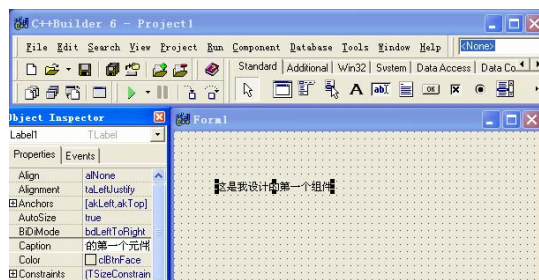 C++Builder 6 - Project1
File Edit Search View Project Run Component Database Tools Window Help <None>
Standard Additional Win32 System Data Access Data Co
A ab OK
Object Inspector
Form1
Label1 TLabel
Properties Events
这是我设计的第一个组件
Align alNone
Alignment taLeftJustify
Anchors [akLeft,akTop]
AutoSize true
BiDiMode bdLeftToRight
Caption 的第一个元件
Color clBtnFace
Constraints (TSizeConstrain